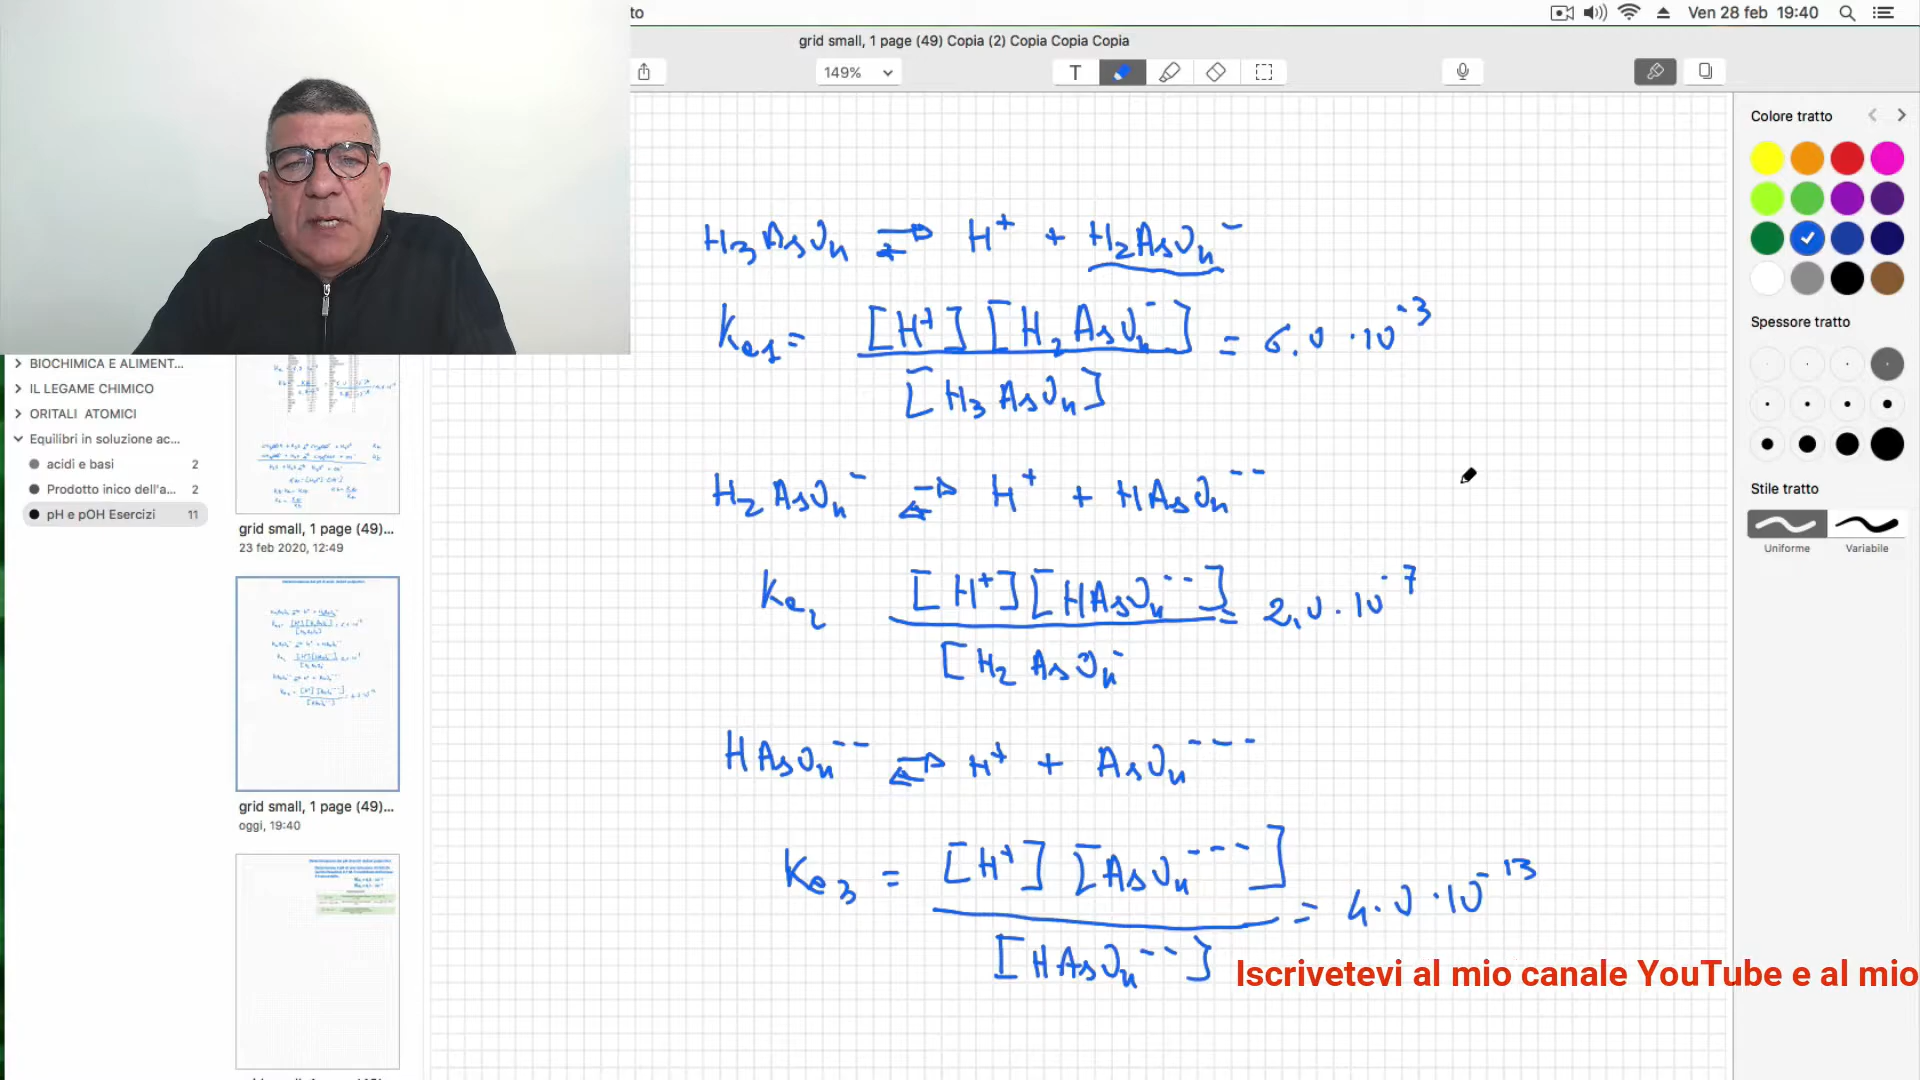 to
Ven 28 feb 19:40
grid small, 1 page (49) Copia (2) Copia Copia Copia
149%
T
Colore tratto
Spessore tratto
Stile tratto
Uniforme Variabile
BIOCHIMICA E ALIMENT...
IL LEGAME CHIMICO
ORITALI ATOMICI
Equilibri in soluzione ac...
acidi e basi 2
Prodotto inico dell'a... 2
pH e pOH Esercizi 11
grid small, 1 page (49)...
23 feb 2020, 12:49
grid small, 1 page (49)...
oggi, 19:40
H₃AsO₄ ⇄ H⁺ + H₂AsO₄⁻
Ka₁ = [H⁺] [H₂AsO₄⁻] / [H₃AsO₄] = 6.0 · 10⁻³
H₂AsO₄⁻ ⇄ H⁺ + HAsO₄⁻⁻
Ka₂ [H⁺] [HAsO₄⁻⁻] / [H₂AsO₄⁻ = 2.0 · 10⁻⁷
HAsO₄⁻⁻ ⇄ H⁺ + AsO₄⁻⁻⁻
Ka₃ = [H⁺] [AsO₄⁻⁻⁻] / [HAsO₄⁻⁻] = 4.0 · 10⁻¹³
Iscrivetevi al mio canale YouTube e al mio